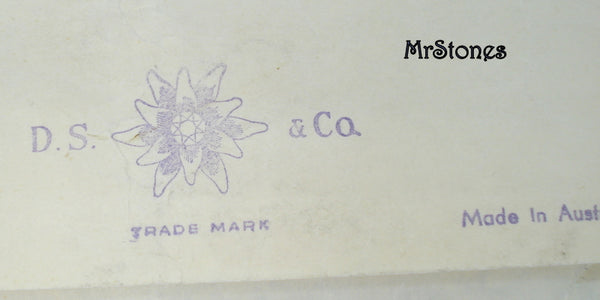 MrStones
D. S. & Co.
TRADE MARK
Made In Aust